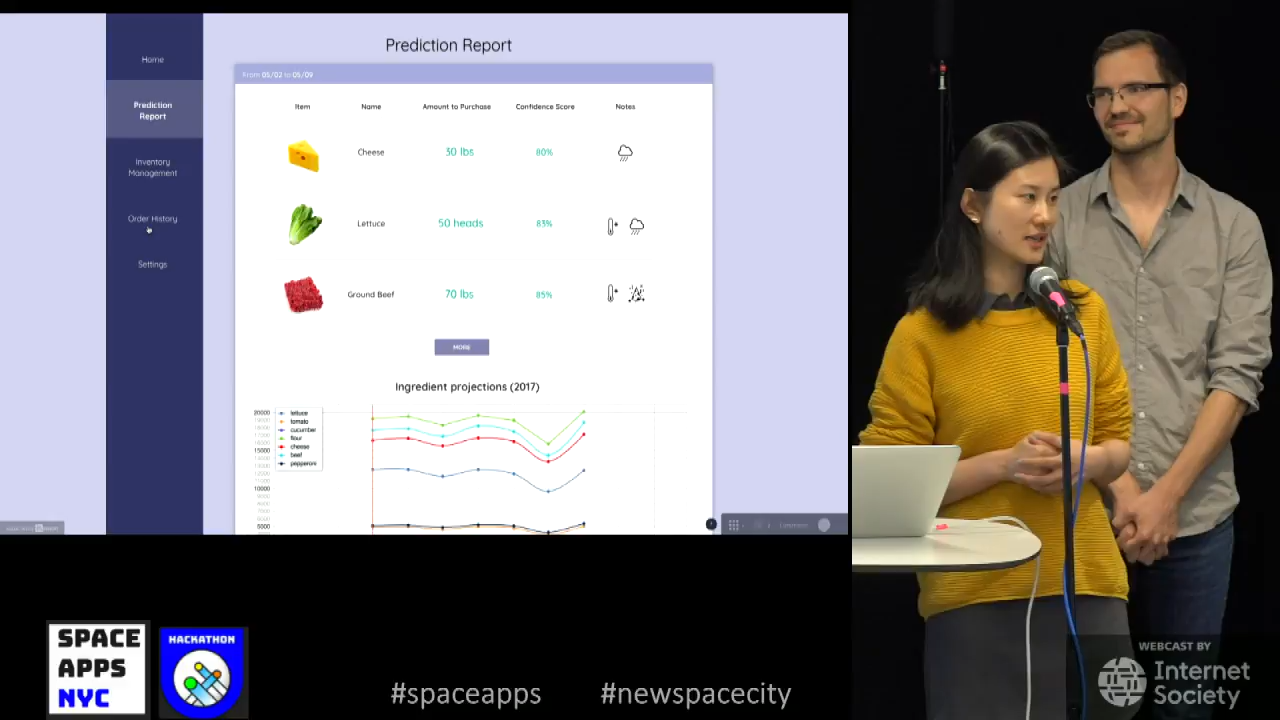 Prediction Report
From 05/02 to 05/09
Home
Prediction
Report
Inventory
Management
Order History
Settings
Item Name Amount to Purchase Confidence Score Notes
Cheese 30 lbs 80%
Lettuce 50 heads 83%
Ground Beef 70 lbs 85%
MORE
Ingredient projections (2017)
lettuce
tomato
cucumber
flour
cheese
beef
pepperoni
20000
15000
10000
SPACE
APPS
NYC
HACKATHON
#spaceapps #newspacecity
WEBCAST BY
Internet
Society